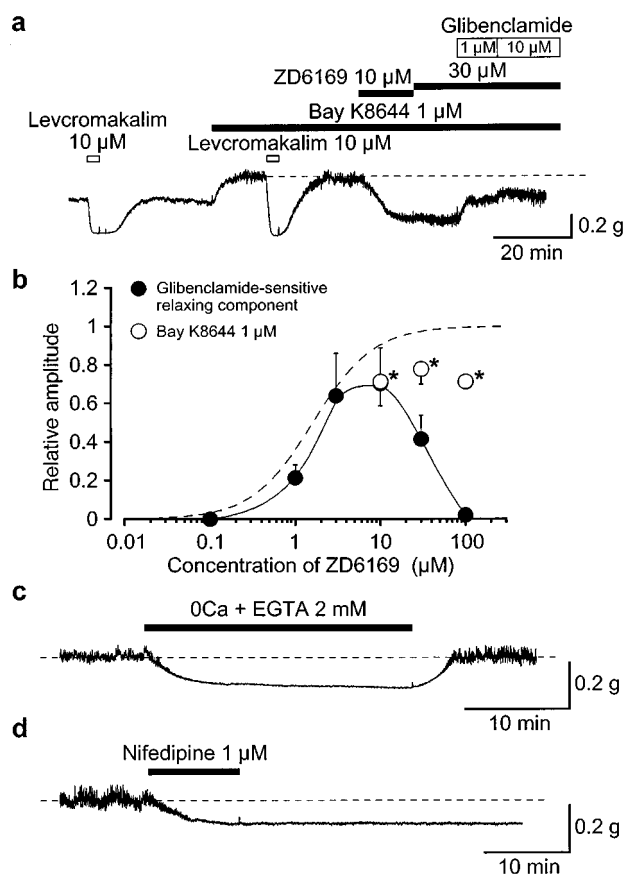 a
Glibenclamide
1 µM 10 µM
ZD6169 10 µM 30 µM
Bay K8644 1 µM
Levcromakalim
10 µM
Levcromakalim 10 µM
0.2 g
20 min
b
1.2
1
0.8
0.6
0.4
0.2
0
Relative amplitude
Glibenclamide-sensitive
relaxing component
Bay K8644 1 µM
* * *
0.01 0.1 1 10 100
Concentration of ZD6169 (µM)
c
0Ca + EGTA 2 mM
0.2 g
10 min
d
Nifedipine 1 µM
0.2 g
10 min